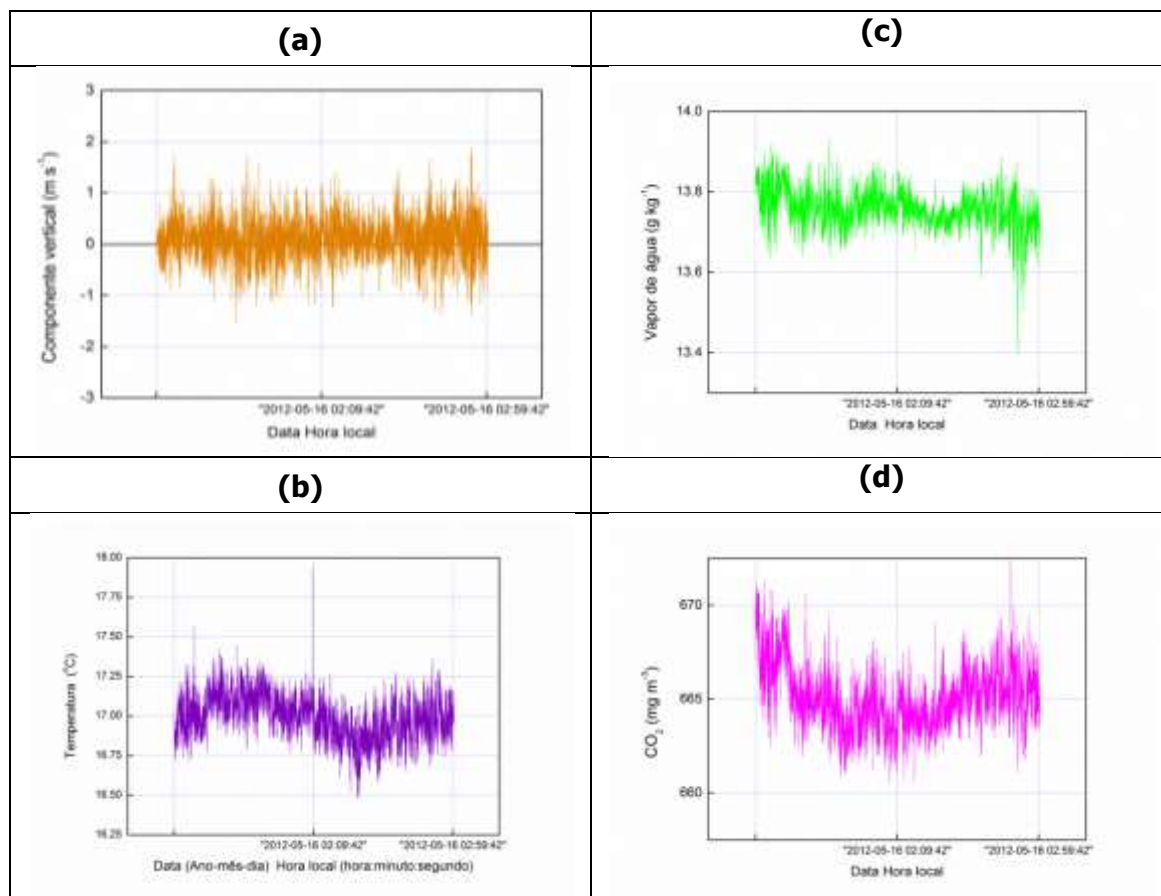 (a)
(c)
3
2
1
0
-1
-2
-3
Componente vertical (m s⁻¹)
"2012-05-16 02:09:42"
"2012-05-16 02:59:42"
Data Hora local
14.0
13.8
13.6
13.4
Vapor de água (g kg⁻¹)
"2012-05-16 02:09:42"
"2012-05-16 02:59:42"
Data Hora local
(b)
(d)
18.00
17.75
17.50
17.25
17.00
16.75
16.50
16.25
Temperatura (°C)
"2012-05-16 02:09:42"
"2012-05-16 02:59:42"
Data (Ano-mês-dia) Hora local (hora:minuto:segundo)
670
665
660
CO₂ (mg m⁻³)
"2012-05-16 02:09:42"
"2012-05-16 02:59:42"
Data Hora local